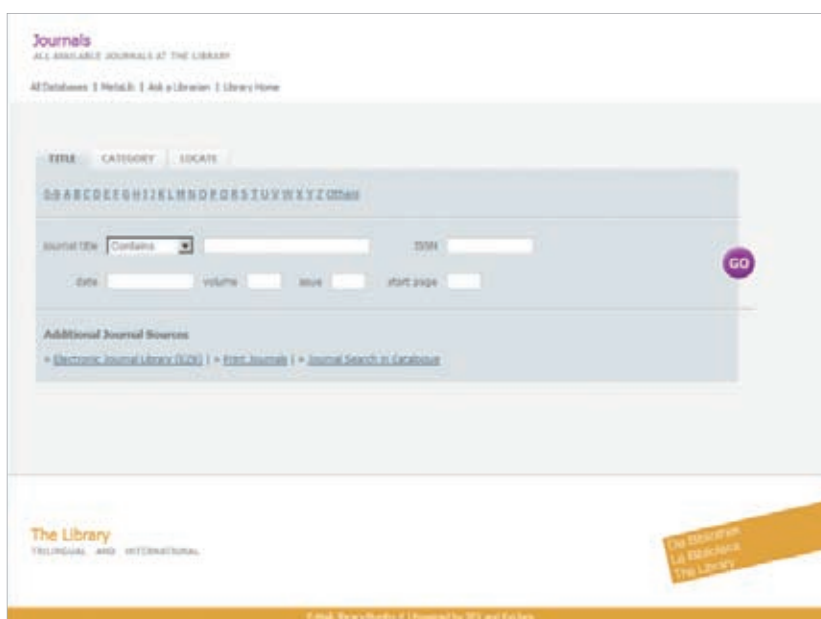 Journals
ALL AVAILABLE JOURNALS AT THE LIBRARY
All Databases | MetaLib | Ask a Librarian | Library Home
TITLE CATEGORY LOCATE
0-9 A B C D E F G H I J K L M N O P Q R S T U V W X Y Z Others
Journal title Contains ISSN
GO
date volume issue start page
Additional Journal Sources
» Electronic Journal Library (EZB) | » Print Journals | » Journal Search in Catalogue
The Library
TRILINGUAL AND INTERNATIONAL
Die Bibliothek
La Biblioteca
The Library